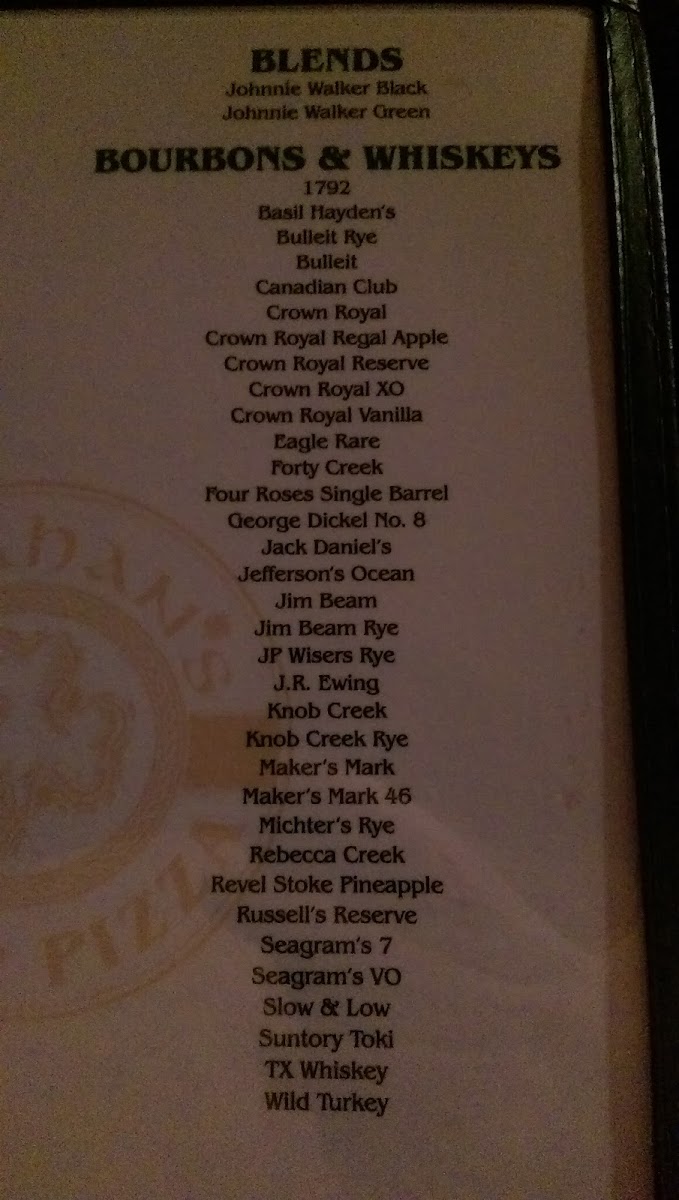 BLENDS
Johnnie Walker Black
Johnnie Walker Green
BOURBONS & WHISKEYS
1792
Basil Hayden's
Bulleit Rye
Bulleit
Canadian Club
Crown Royal
Crown Royal Regal Apple
Crown Royal Reserve
Crown Royal XO
Crown Royal Vanilla
Eagle Rare
Forty Creek
Four Roses Single Barrel
George Dickel No. 8
Jack Daniel's
Jefferson's Ocean
Jim Beam
Jim Beam Rye
JP Wisers Rye
J.R. Ewing
Knob Creek
Knob Creek Rye
Maker's Mark
Maker's Mark 46
Michter's Rye
Rebecca Creek
Revel Stoke Pineapple
Russell's Reserve
Seagram's 7
Seagram's VO
Slow & Low
Suntory Toki
TX Whiskey
Wild Turkey
PIZZA